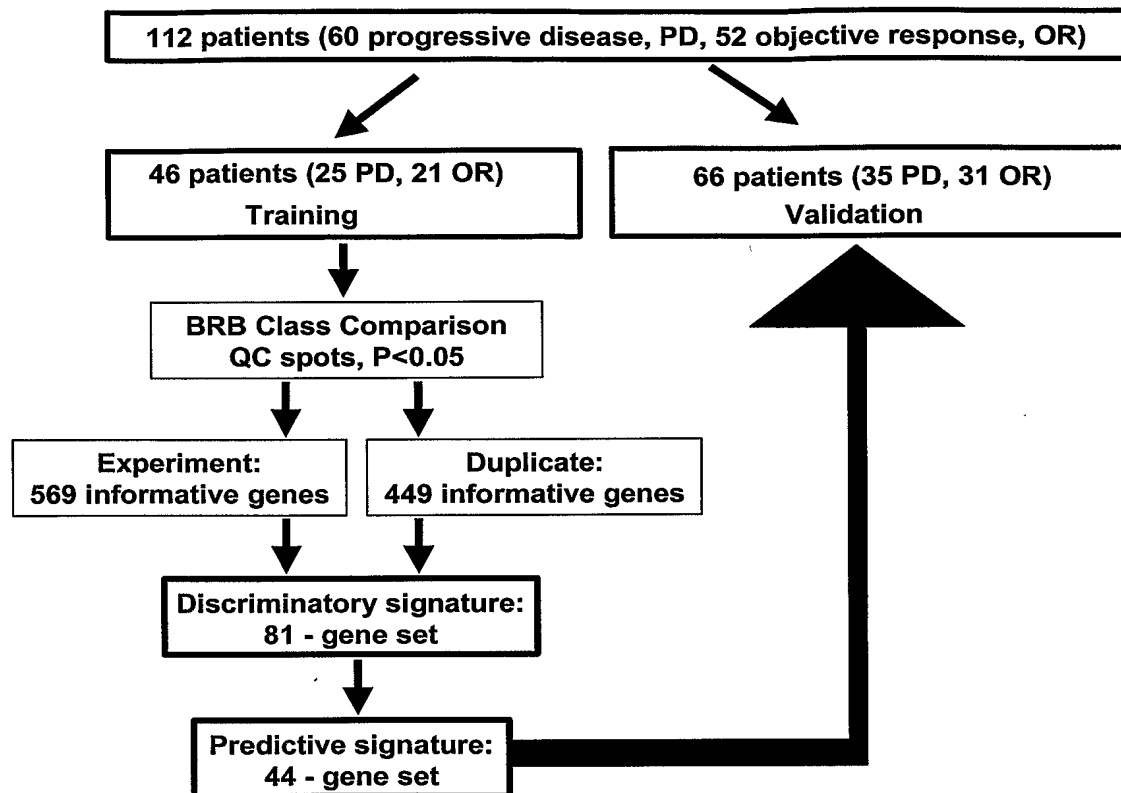 112 patients (60 progressive disease, PD, 52 objective response, OR)
46 patients (25 PD, 21 OR)
Training
66 patients (35 PD, 31 OR)
Validation
BRB Class Comparison
QC spots, P<0.05
Experiment:
569 informative genes
Duplicate:
449 informative genes
Discriminatory signature:
81 - gene set
Predictive signature:
44 - gene set